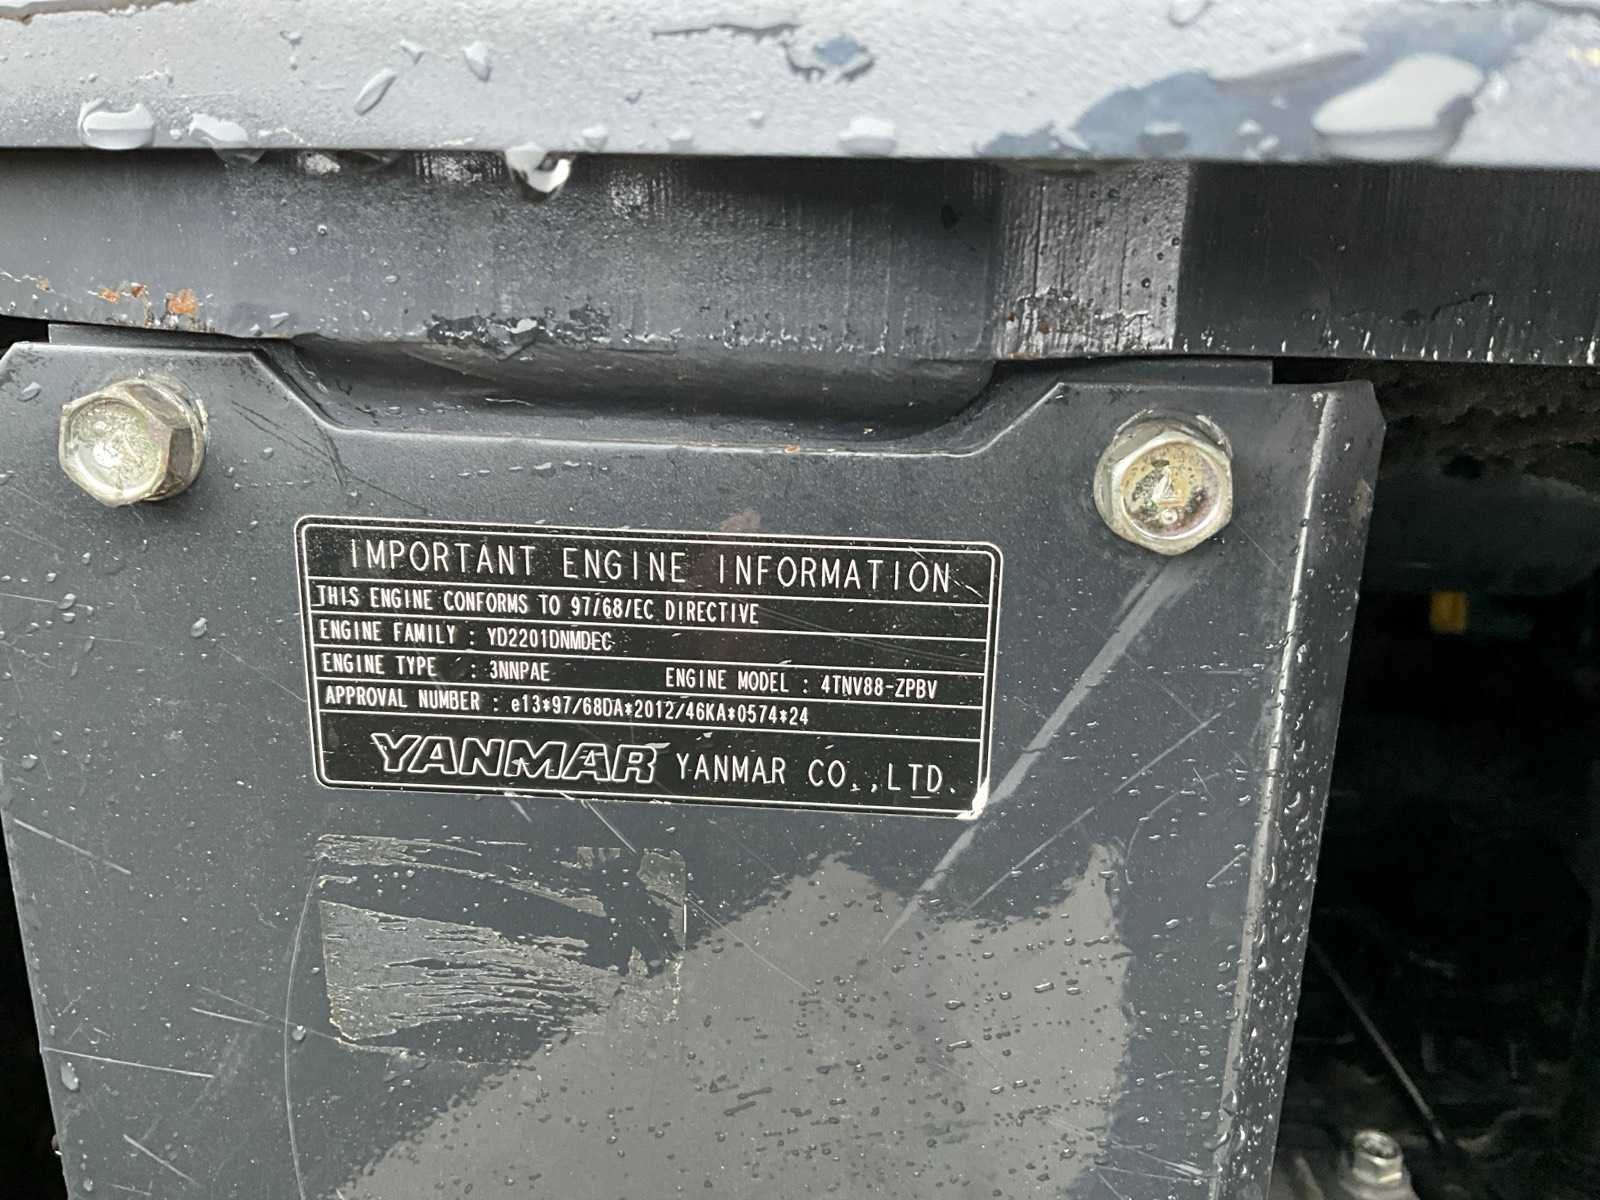 IMPORTANT ENGINE INFORMATION
THIS ENGINE CONFORMS TO 97/68/EC DIRECTIVE
ENGINE FAMILY : YD2201DNMDEC
ENGINE TYPE : 3NNPAE ENGINE MODEL : 4TNV88-ZPBV
APPROVAL NUMBER : e13*97/68DA*2012/46KA*0574*24
YANMAR YANMAR CO.,LTD.